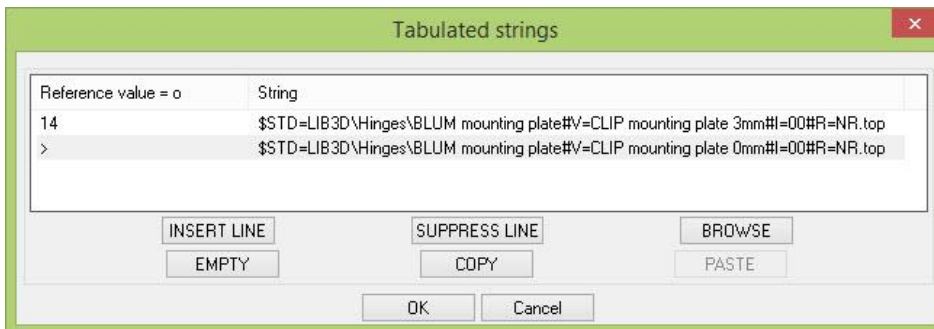 Tabulated strings
x
Reference value = o String
14 $STD=LIB3D\Hinges\BLUM mounting plate#V=CLIP mounting plate 3mm#I=00#R=NR.top
> $STD=LIB3D\Hinges\BLUM mounting plate#V=CLIP mounting plate 0mm#I=00#R=NR.top
INSERT LINE SUPPRESS LINE BROWSE
EMPTY COPY PASTE
OK Cancel